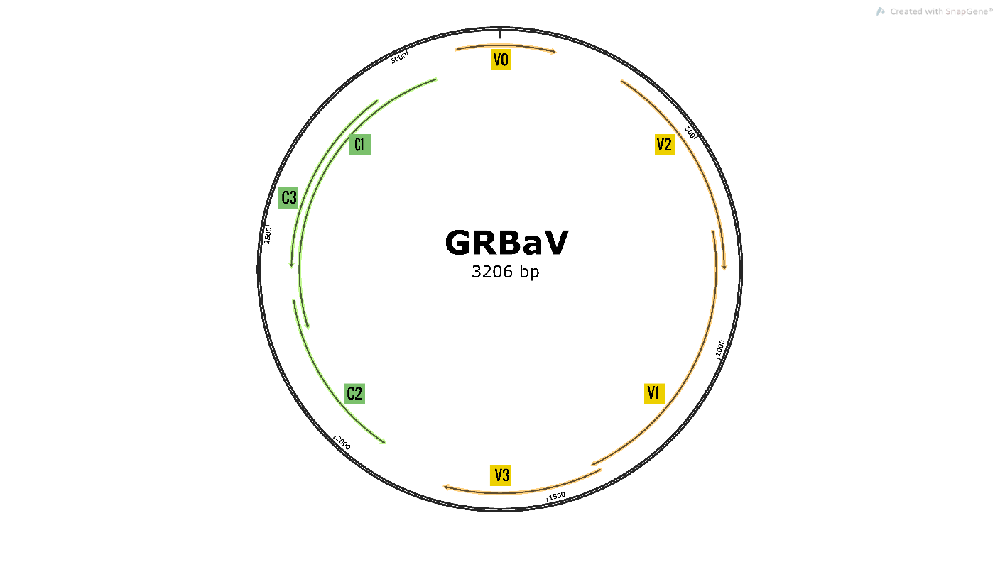 Created with SnapGene®
3000
V0
500
V2
C1
C3
2500
GRBaV
3206 bp
1000
V1
C2
2000
V3
1500